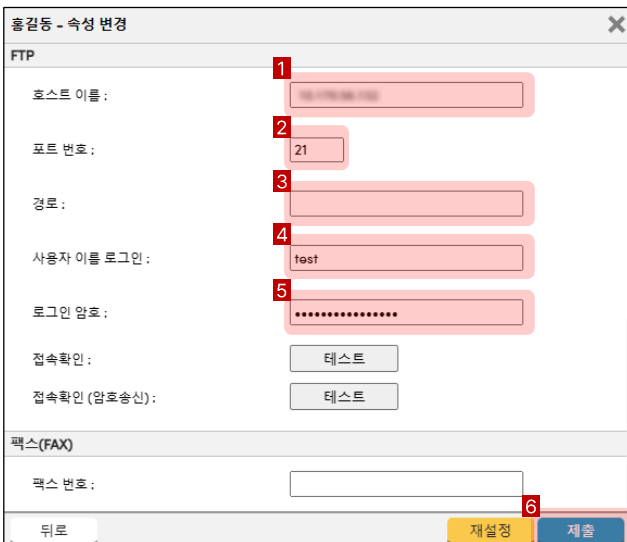 홍길동 - 속성 변경
FTP
1
호스트 이름 :
2
포트 번호 : 21
3
경로 :
4
사용자 이름 로그인 : test
5
로그인 암호 : ••••••••••••••••
접속확인 : 테스트
접속확인 (암호송신) : 테스트
팩스(FAX)
팩스 번호 :
6
뒤로 재설정 제출